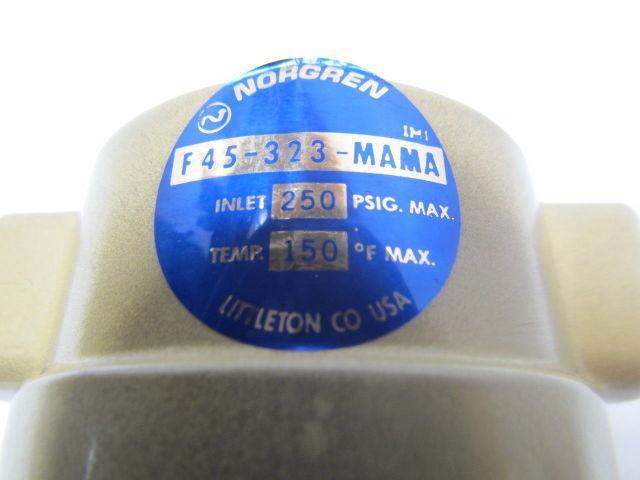 NORGREN
IMI
F45-323-MAMA
INLET 250 PSIG. MAX.
TEMP. 150 °F MAX.
LITTLETON CO USA